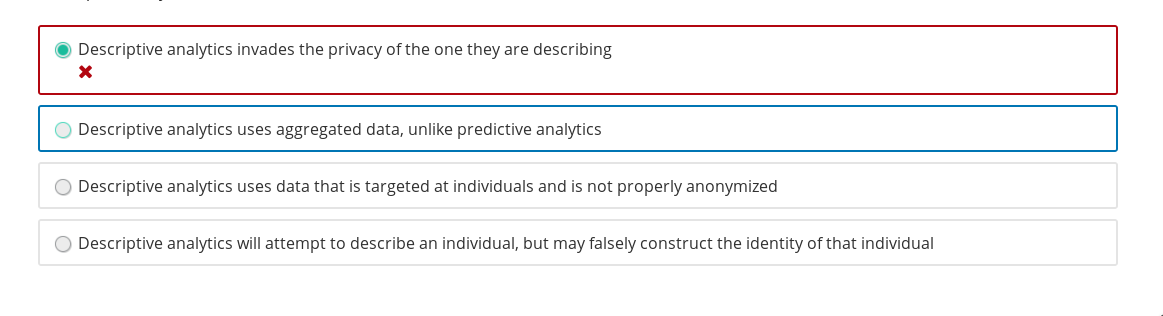 Descriptive analytics invades the privacy of the one they are describing
Descriptive analytics uses aggregated data, unlike predictive analytics
Descriptive analytics uses data that is targeted at individuals and is not properly anonymized
Descriptive analytics will attempt to describe an individual, but may falsely construct the identity of that individual